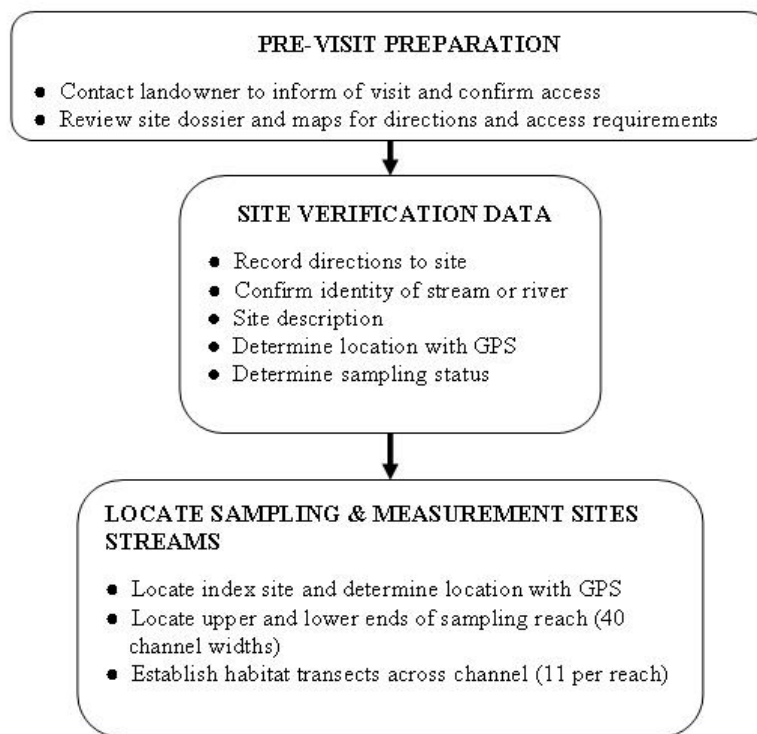 PRE-VISIT PREPARATION
● Contact landowner to inform of visit and confirm access
● Review site dossier and maps for directions and access requirements
SITE VERIFICATION DATA
● Record directions to site
● Confirm identity of stream or river
● Site description
● Determine location with GPS
● Determine sampling status
LOCATE SAMPLING & MEASUREMENT SITES
STREAMS
● Locate index site and determine location with GPS
● Locate upper and lower ends of sampling reach (40
channel widths)
● Establish habitat transects across channel (11 per reach)